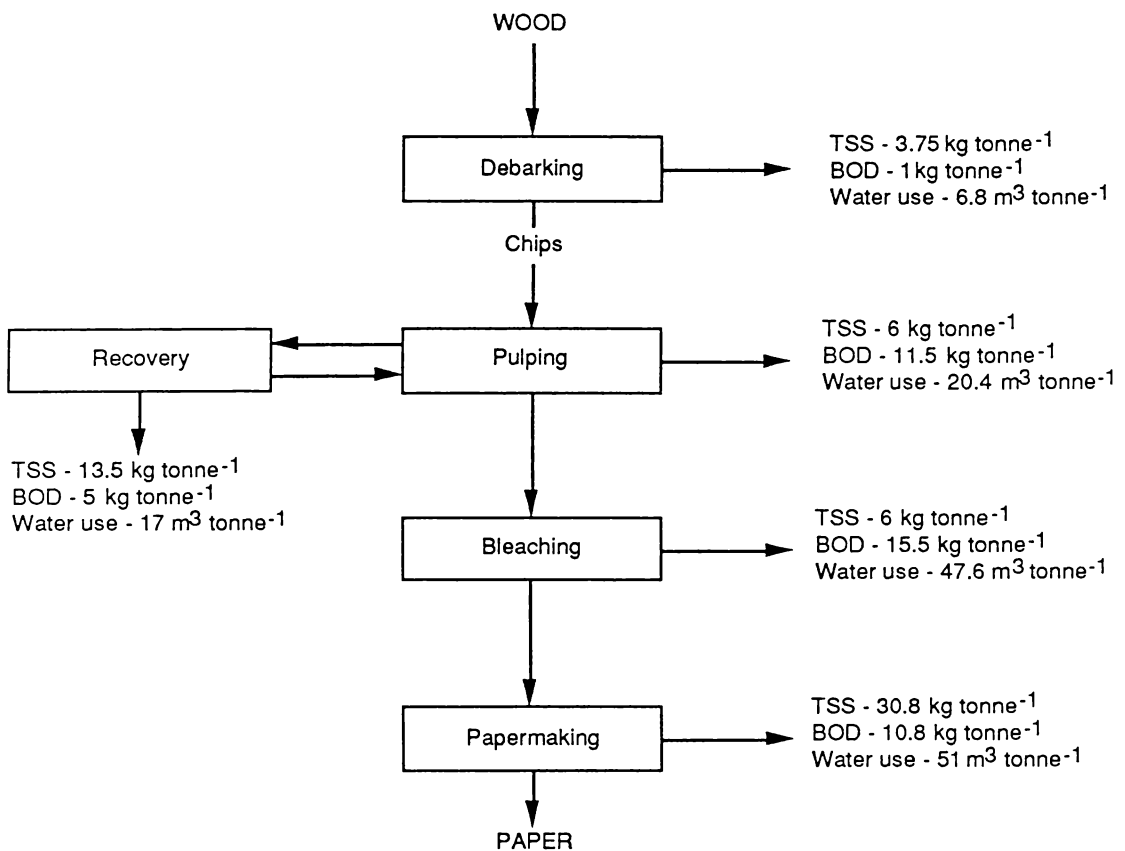 WOOD
Debarking
TSS - 3.75 kg tonne-1
BOD - 1 kg tonne-1
Water use - 6.8 m3 tonne-1
Chips
Recovery
Pulping
TSS - 6 kg tonne-1
BOD - 11.5 kg tonne-1
Water use - 20.4 m3 tonne-1
TSS - 13.5 kg tonne-1
BOD - 5 kg tonne-1
Water use - 17 m3 tonne-1
Bleaching
TSS - 6 kg tonne-1
BOD - 15.5 kg tonne-1
Water use - 47.6 m3 tonne-1
Papermaking
TSS - 30.8 kg tonne-1
BOD - 10.8 kg tonne-1
Water use - 51 m3 tonne-1
PAPER